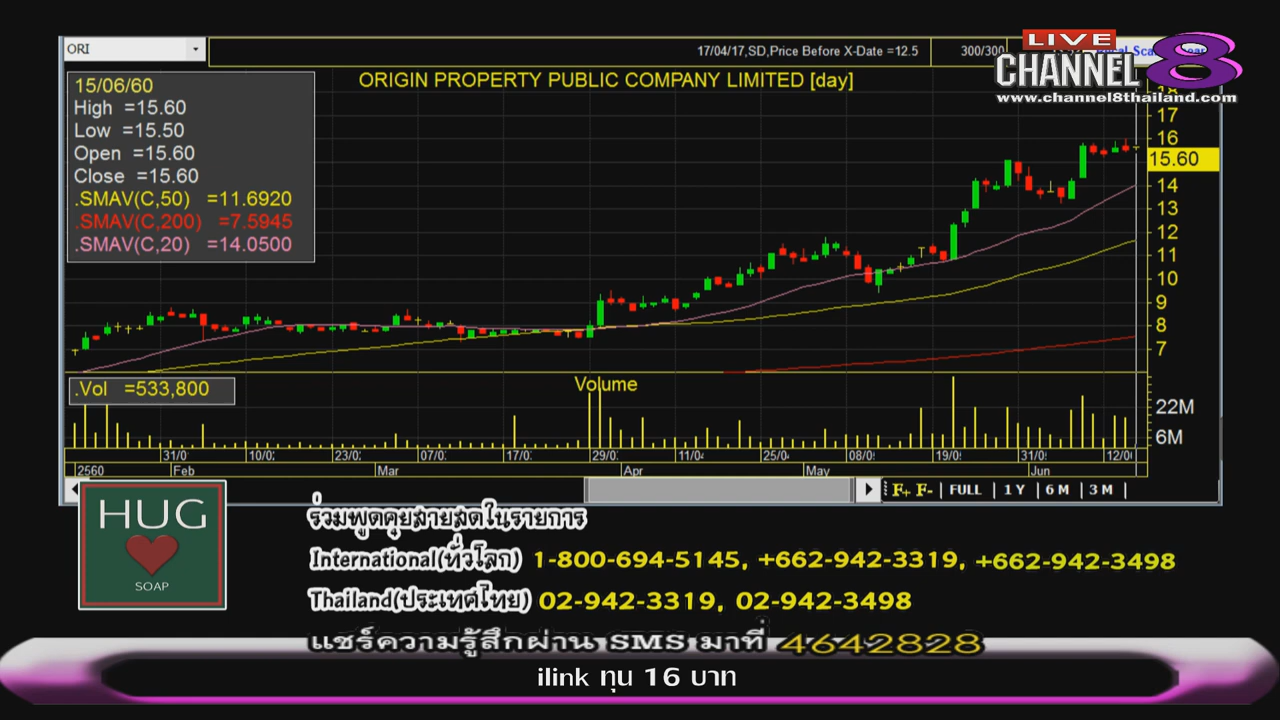 ORI
17/04/17,SD,Price Before X-Date =12.5
300/300
LIVE
CHANNEL 8
www.channel8thailand.com
ORIGIN PROPERTY PUBLIC COMPANY LIMITED [day]
15/06/60
High =15.60
Low =15.50
Open =15.60
Close =15.60
.SMAV(C,50) =11.6920
.SMAV(C,200) =7.5945
.SMAV(C,20) =14.0500
17
16
15.60
14
13
12
11
10
9
8
7
.Vol =533,800
Volume
22M
6M
31/0
10/0
23/0
07/0
17/0
29/0
11/0
25/0
08/0
19/0
31/0
12/0
2560
Feb
Mar
Apr
May
Jun
F+ F- | FULL | 1 Y | 6 M | 3 M |
HUG
SOAP
ร่วมพูดคุยสายสดในรายการ
International(ทั่วโลก) 1-800-694-5145, +662-942-3319, +662-942-3498
Thailand(ประเทศไทย) 02-942-3319, 02-942-3498
แชร์ความรู้สึกผ่าน SMS มาที่ 4642828
ilink ทุน 16 บาท